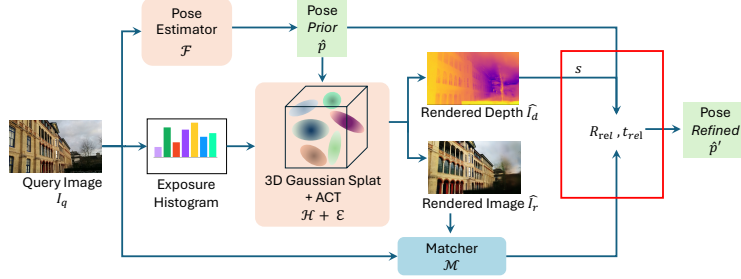 Pose
Estimator
ℱ
Pose
Prior
p̂
Query Image
I_q
Exposure
Histogram
3D Gaussian Splat
+ ACT
ℋ + ℰ
Rendered Depth Î_d
Rendered Image Î_r
Matcher
ℳ
s
R_rel , t_rel
Pose
Refined
p̂′